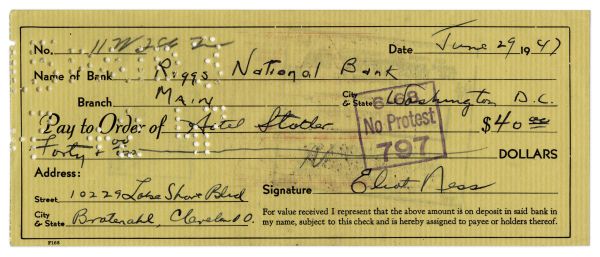 No. Date June 29 1947
Name of Bank Riggs National Bank
Branch Main City & State Washington D.C.
6-68
No Protest
797
Pay to Order of Hotel Statler $40 00
Forty & 00 DOLLARS
Address:
Street 10229 Lake Shore Blvd Signature Eliot Ness
City & State Bratenahl, Cleveland O.
For value received I represent that the above amount is on deposit in said bank in
my name, subject to this check and is hereby assigned to payee or holders thereof.
F168